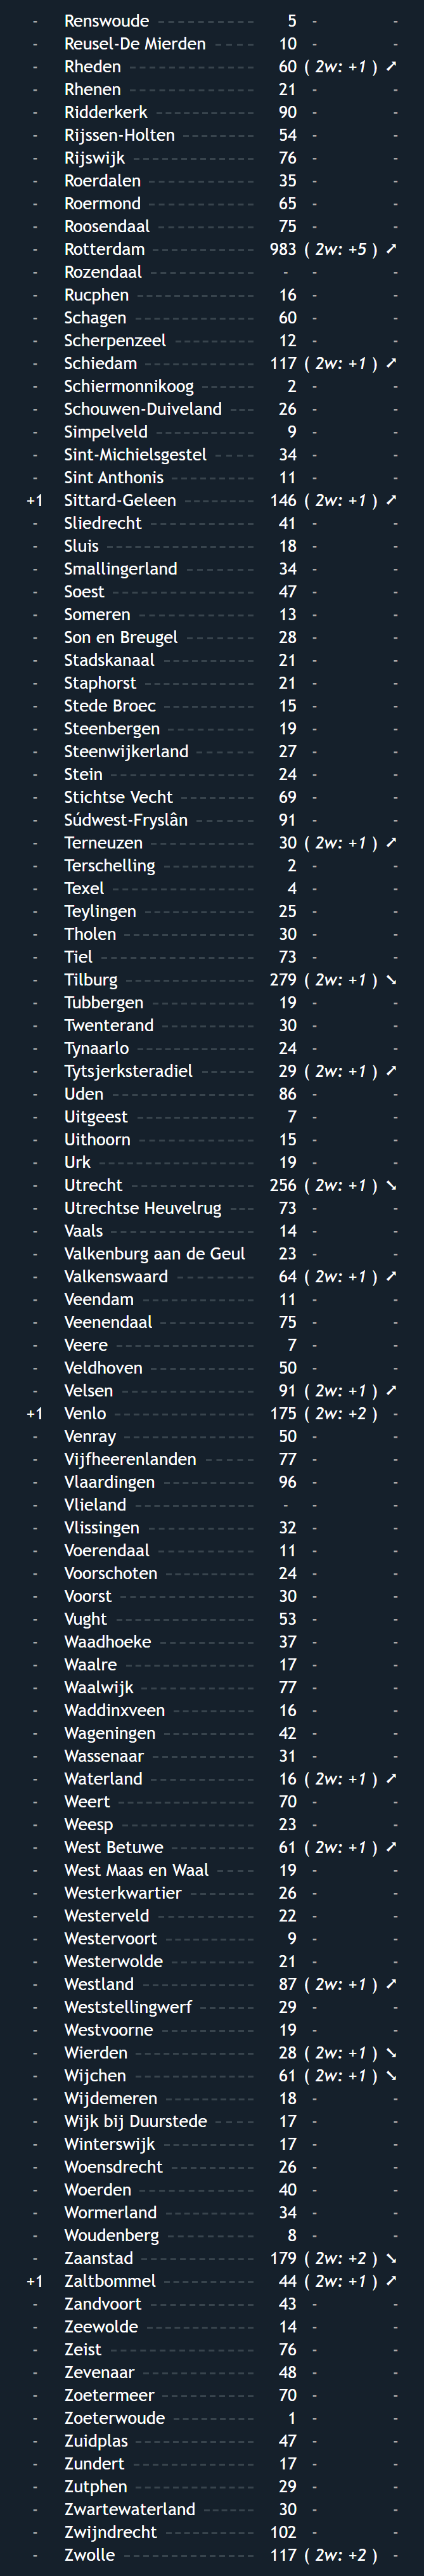 - Renswoude ----------- 5 - -
- Reusel-De Mierden ----- 10 - -
- Rheden --------------- 60 ( 2w: +1 ) ⤤
- Rhenen --------------- 21 - -
- Ridderkerk ----------- 90 - -
- Rijssen-Holten --------- 54 - -
- Rijswijk -------------- 76 - -
- Roerdalen ------------ 35 - -
- Roermond ------------ 65 - -
- Roosendaal ----------- 75 - -
- Rotterdam ------------ 983 ( 2w: +5 ) ⤤
- Rozendaal ------------ - - -
- Rucphen ------------- 16 - -
- Schagen -------------- 60 - -
- Scherpenzeel ---------- 12 - -
- Schiedam ------------- 117 ( 2w: +1 ) ⤤
- Schiermonnikoog ------ 2 - -
- Schouwen-Duiveland --- 26 - -
- Simpelveld ------------ 9 - -
- Sint-Michielsgestel ----- 34 - -
- Sint Anthonis ---------- 11 - -
+1 Sittard-Geleen --------- 146 ( 2w: +1 ) ⤤
- Sliedrecht ------------ 41 - -
- Sluis ----------------- 18 - -
- Smallingerland -------- 34 - -
- Soest ---------------- 47 - -
- Someren ------------- 13 - -
- Son en Breugel -------- 28 - -
- Stadskanaal ----------- 21 - -
- Staphorst ------------- 21 - -
- Stede Broec ----------- 15 - -
- Steenbergen ---------- 19 - -
- Steenwijkerland ------- 27 - -
- Stein ----------------- 24 - -
- Stichtse Vecht --------- 69 - -
- Súdwest-Fryslân ------- 91 - -
- Terneuzen ------------ 30 ( 2w: +1 ) ⤤
- Terschelling ----------- 2 - -
- Texel ---------------- 4 - -
- Teylingen ------------- 25 - -
- Tholen --------------- 30 - -
- Tiel ------------------ 73 - -
- Tilburg --------------- 279 ( 2w: +1 ) ⤥
- Tubbergen ------------ 19 - -
- Twenterand ----------- 30 - -
- Tynaarlo ------------- 24 - -
- Tytsjerksteradiel ------ 29 ( 2w: +1 ) ⤤
- Uden ---------------- 86 - -
- Uitgeest -------------- 7 - -
- Uithoorn ------------- 15 - -
- Urk ------------------ 19 - -
- Utrecht -------------- 256 ( 2w: +1 ) ⤥
- Utrechtse Heuvelrug --- 73 - -
- Vaals ---------------- 14 - -
- Valkenburg aan de Geul 23 - -
- Valkenswaard --------- 64 ( 2w: +1 ) ⤤
- Veendam ------------- 11 - -
- Veenendaal ----------- 75 - -
- Veere ---------------- 7 - -
- Veldhoven ------------ 50 - -
- Velsen --------------- 91 ( 2w: +1 ) ⤤
+1 Venlo ---------------- 175 ( 2w: +2 ) -
- Venray --------------- 50 - -
- Vijfheerenlanden ------ 77 - -
- Vlaardingen ----------- 96 - -
- Vlieland -------------- - - -
- Vlissingen ------------ 32 - -
- Voerendaal ----------- 11 - -
- Voorschoten ---------- 24 - -
- Voorst --------------- 30 - -
- Vught ---------------- 53 - -
- Waadhoeke ----------- 37 - -
- Waalre --------------- 17 - -
- Waalwijk ------------- 77 - -
- Waddinxveen ---------- 16 - -
- Wageningen ----------- 42 - -
- Wassenaar ------------ 31 - -
- Waterland ------------ 16 ( 2w: +1 ) ⤤
- Weert --------------- 70 - -
- Weesp --------------- 23 - -
- West Betuwe ---------- 61 ( 2w: +1 ) ⤤
- West Maas en Waal ---- 19 - -
- Westerkwartier -------- 26 - -
- Westerveld ------------ 22 - -
- Westervoort ---------- 9 - -
- Westerwolde ---------- 21 - -
- Westland ------------- 87 ( 2w: +1 ) ⤤
- Weststellingwerf ------ 29 - -
- Westvoorne ----------- 19 - -
- Wierden ------------- 28 ( 2w: +1 ) ⤥
- Wijchen -------------- 61 ( 2w: +1 ) ⤥
- Wijdemeren ----------- 18 - -
- Wijk bij Duurstede ----- 17 - -
- Winterswijk ----------- 17 - -
- Woensdrecht ---------- 26 - -
- Woerden ------------- 40 - -
- Wormerland ---------- 34 - -
- Woudenberg ---------- 8 - -
- Zaanstad ------------- 179 ( 2w: +2 ) ⤥
+1 Zaltbommel ----------- 44 ( 2w: +1 ) ⤤
- Zandvoort ------------ 43 - -
- Zeewolde ------------ 14 - -
- Zeist ----------------- 76 - -
- Zevenaar ------------- 48 - -
- Zoetermeer ----------- 70 - -
- Zoeterwoude --------- 1 - -
- Zuidplas -------------- 47 - -
- Zundert -------------- 17 - -
- Zutphen -------------- 29 - -
- Zwartewaterland ------ 30 - -
- Zwijndrecht ----------- 102 - -
- Zwolle --------------- 117 ( 2w: +2 ) -